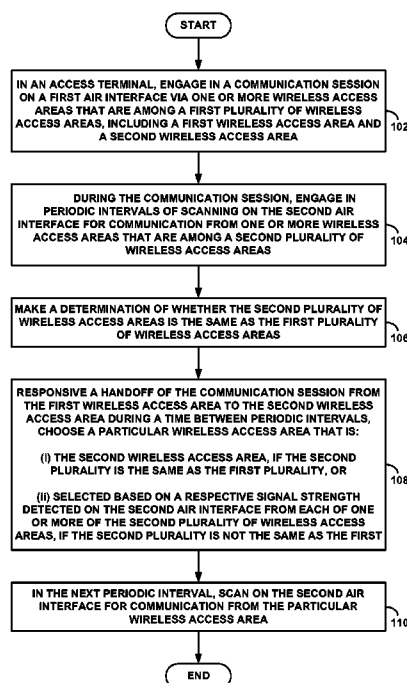 START
IN AN ACCESS TERMINAL, ENGAGE IN A COMMUNICATION SESSION
ON A FIRST AIR INTERFACE VIA ONE OR MORE WIRELESS ACCESS
AREAS THAT ARE AMONG A FIRST PLURALITY OF WIRELESS
ACCESS AREAS, INCLUDING A FIRST WIRELESS ACCESS AREA AND
A SECOND WIRELESS ACCESS AREA
102
DURING THE COMMUNICATION SESSION, ENGAGE IN
PERIODIC INTERVALS OF SCANNING ON THE SECOND AIR
INTERFACE FOR COMMUNICATION FROM ONE OR MORE WIRELESS
ACCESS AREAS THAT ARE AMONG A SECOND PLURALITY OF
WIRELESS ACCESS AREAS
104
MAKE A DETERMINATION OF WHETHER THE SECOND PLURALITY OF
WIRELESS ACCESS AREAS IS THE SAME AS THE FIRST PLURALITY
OF WIRELESS ACCESS AREAS
106
RESPONSIVE A HANDOFF OF THE COMMUNICATION SESSION FROM
THE FIRST WIRELESS ACCESS AREA TO THE SECOND WIRELESS
ACCESS AREA DURING A TIME BETWEEN PERIODIC INTERVALS,
CHOOSE A PARTICULAR WIRELESS ACCESS AREA THAT IS:
(i) THE SECOND WIRELESS ACCESS AREA, IF THE SECOND
PLURALITY IS THE SAME AS THE FIRST PLURALITY, OR
(ii) SELECTED BASED ON A RESPECTIVE SIGNAL STRENGTH
DETECTED ON THE SECOND AIR INTERFACE FROM EACH OF ONE
OR MORE OF THE SECOND PLURALITY OF WIRELESS ACCESS
AREAS, IF THE SECOND PLURALITY IS NOT THE SAME AS THE FIRST
108
IN THE NEXT PERIODIC INTERVAL, SCAN ON THE SECOND AIR
INTERFACE FOR COMMUNICATION FROM THE PARTICULAR
WIRELESS ACCESS AREA
110
END